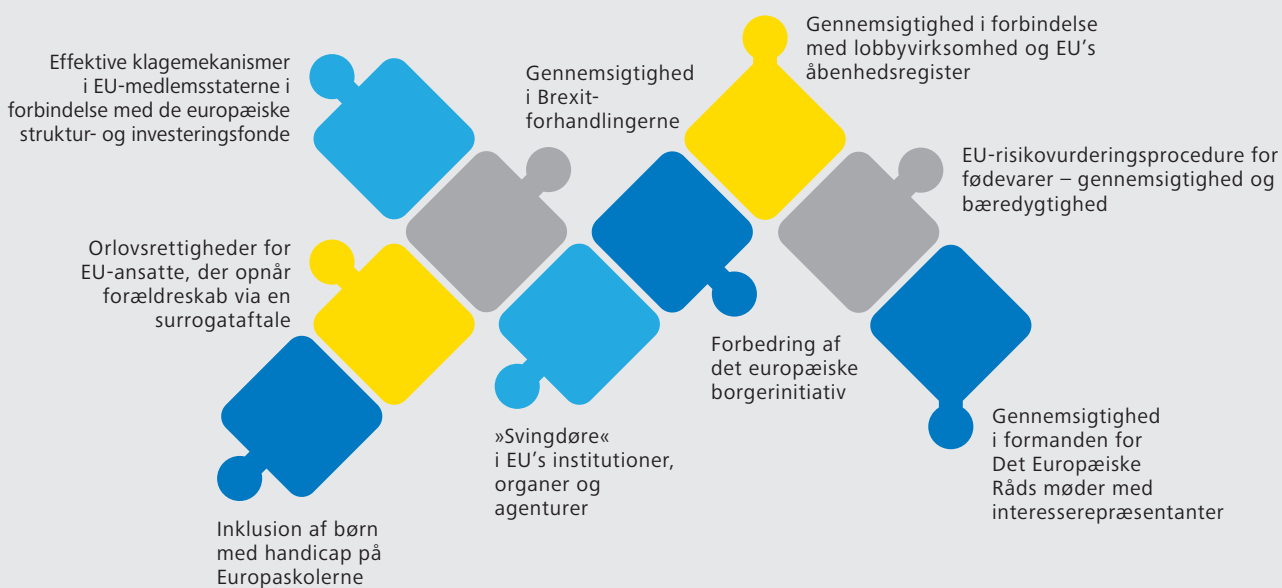 Effektive klagemekanismer
i EU-medlemsstaterne i
forbindelse med de europæiske
struktur- og investeringsfonde
Gennemsigtighed
i Brexit-
forhandlingerne
Gennemsigtighed i forbindelse
med lobbyvirksomhed og EU’s
åbenhedsregister
EU-risikovurderingsprocedure for
fødevarer – gennemsigtighed og
bæredygtighed
Orlovsrettigheder for
EU-ansatte, der opnår
forældreskab via en
surrogataftale
Forbedring af
det europæiske
borgerinitiativ
»Svingdøre«
i EU’s institutioner,
organer og
agenturer
Gennemsigtighed
i formanden for
Det Europæiske
Råds møder med
interesserepræsentanter
Inklusion af børn
med handicap på
Europaskolerne